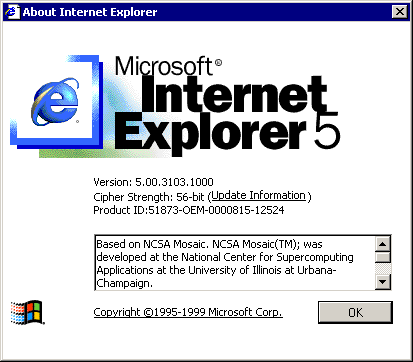 About Internet Explorer
Microsoft®
Internet
Explorer 5
Version: 5.00.3103.1000
Cipher Strength: 56-bit (Update Information )
Product ID:51873-OEM-0000815-12524
Based on NCSA Mosaic. NCSA Mosaic(TM); was
developed at the National Center for Supercomputing
Applications at the University of Illinois at Urbana-
Champaign.
Copyright ©1995-1999 Microsoft Corp.
OK